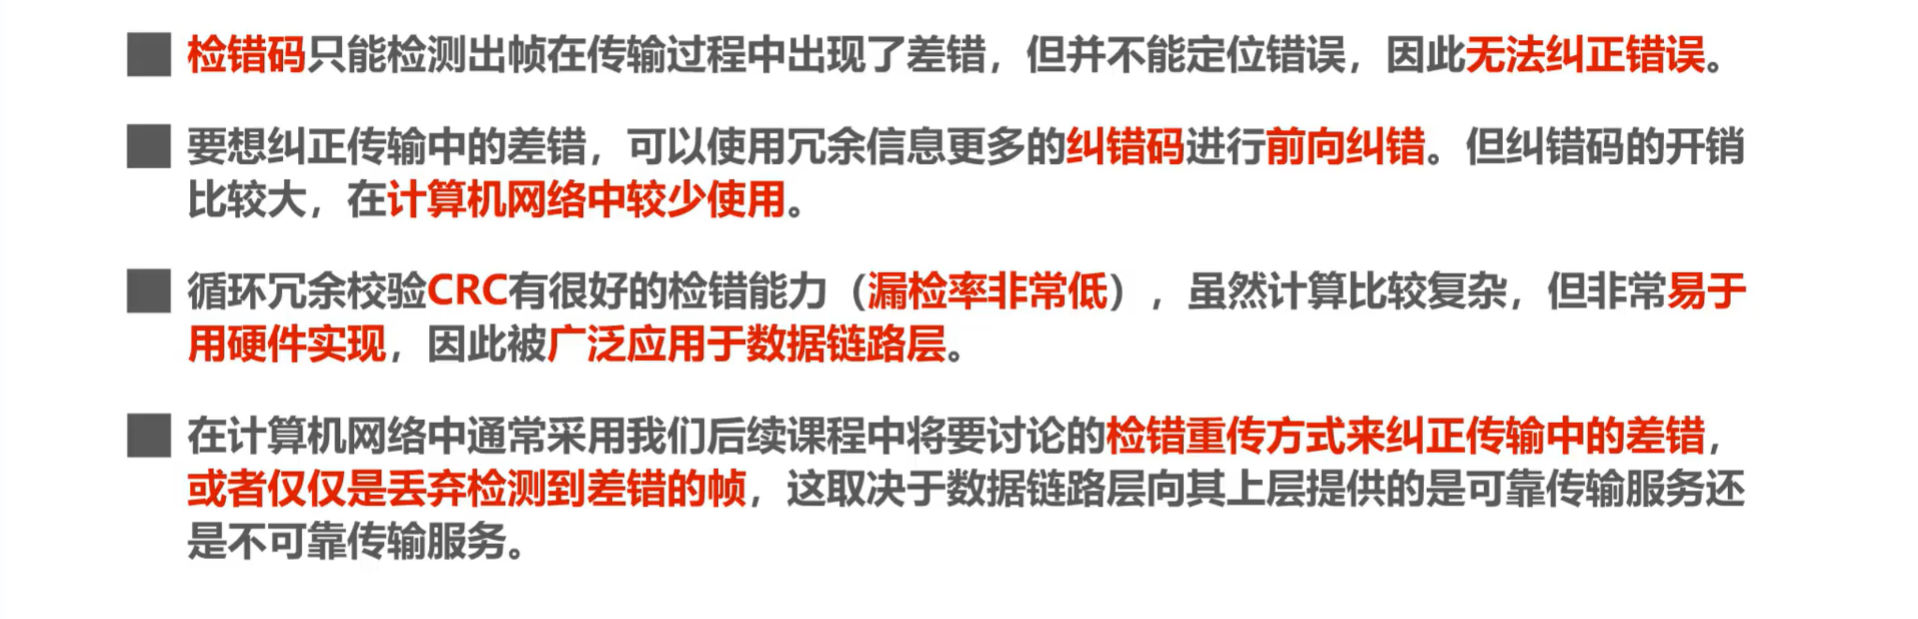 检错码只能检测出帧在传输过程中出现了差错，但并不能定位错误，因此无法纠正错误。
要想纠正传输中的差错，可以使用冗余信息更多的纠错码进行前向纠错。但纠错码的开销
比较大，在计算机网络中较少使用。
循环冗余校验CRC有很好的检错能力（漏检率非常低），虽然计算比较复杂，但非常易于
用硬件实现，因此被广泛应用于数据链路层。
在计算机网络中通常采用我们后续课程中将要讨论的检错重传方式来纠正传输中的差错，
或者仅仅是丢弃检测到差错的帧，这取决于数据链路层向其上层提供的是可靠传输服务还
是不可靠传输服务。